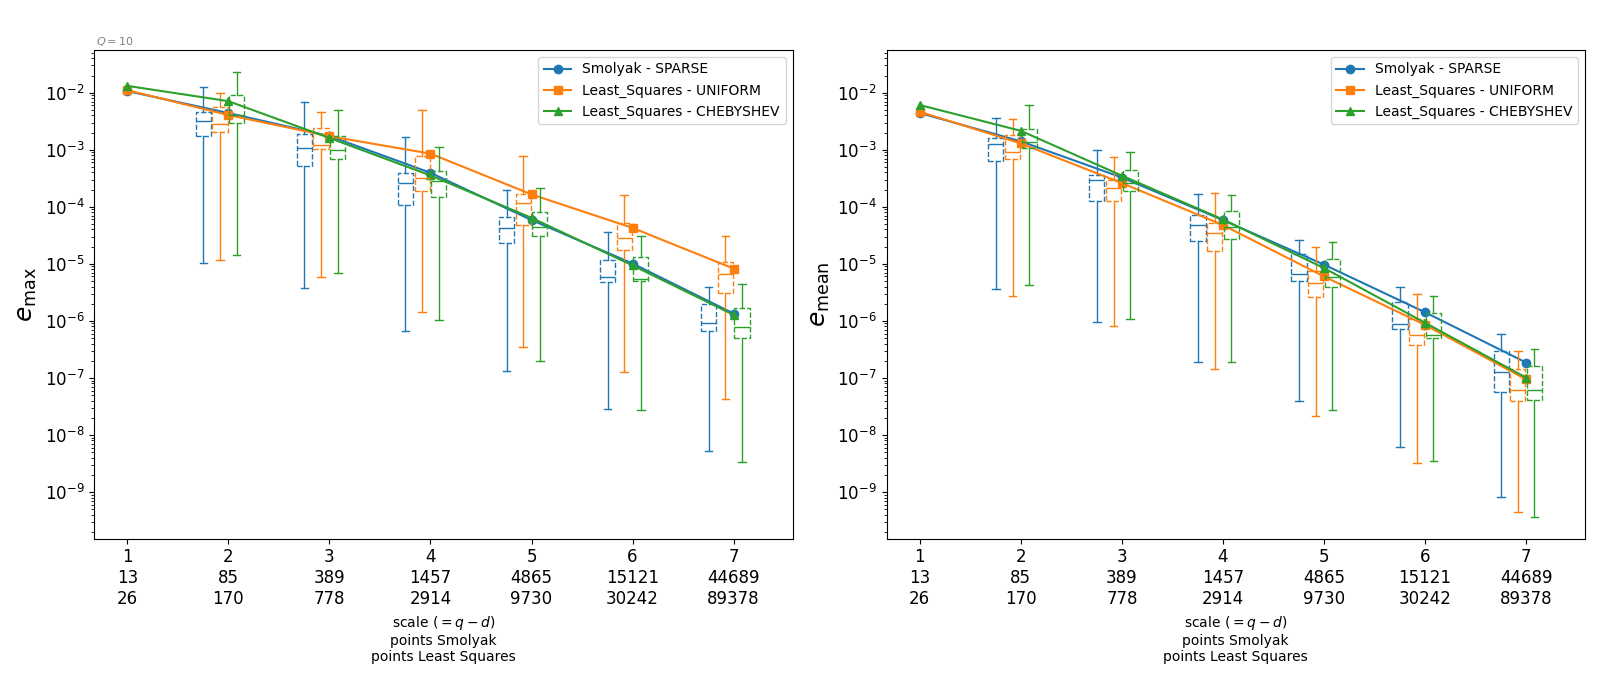 Q = 10
10⁻²
10⁻³
10⁻⁴
10⁻⁵
10⁻⁶
10⁻⁷
10⁻⁸
10⁻⁹
e_max
Smolyak - SPARSE
Least_Squares - UNIFORM
Least_Squares - CHEBYSHEV
1 2 3 4 5 6 7
13 85 389 1457 4865 15121 44689
26 170 778 2914 9730 30242 89378
scale (= q − d)
points Smolyak
points Least Squares
10⁻²
10⁻³
10⁻⁴
10⁻⁵
10⁻⁶
10⁻⁷
10⁻⁸
10⁻⁹
e_mean
Smolyak - SPARSE
Least_Squares - UNIFORM
Least_Squares - CHEBYSHEV
1 2 3 4 5 6 7
13 85 389 1457 4865 15121 44689
26 170 778 2914 9730 30242 89378
scale (= q − d)
points Smolyak
points Least Squares